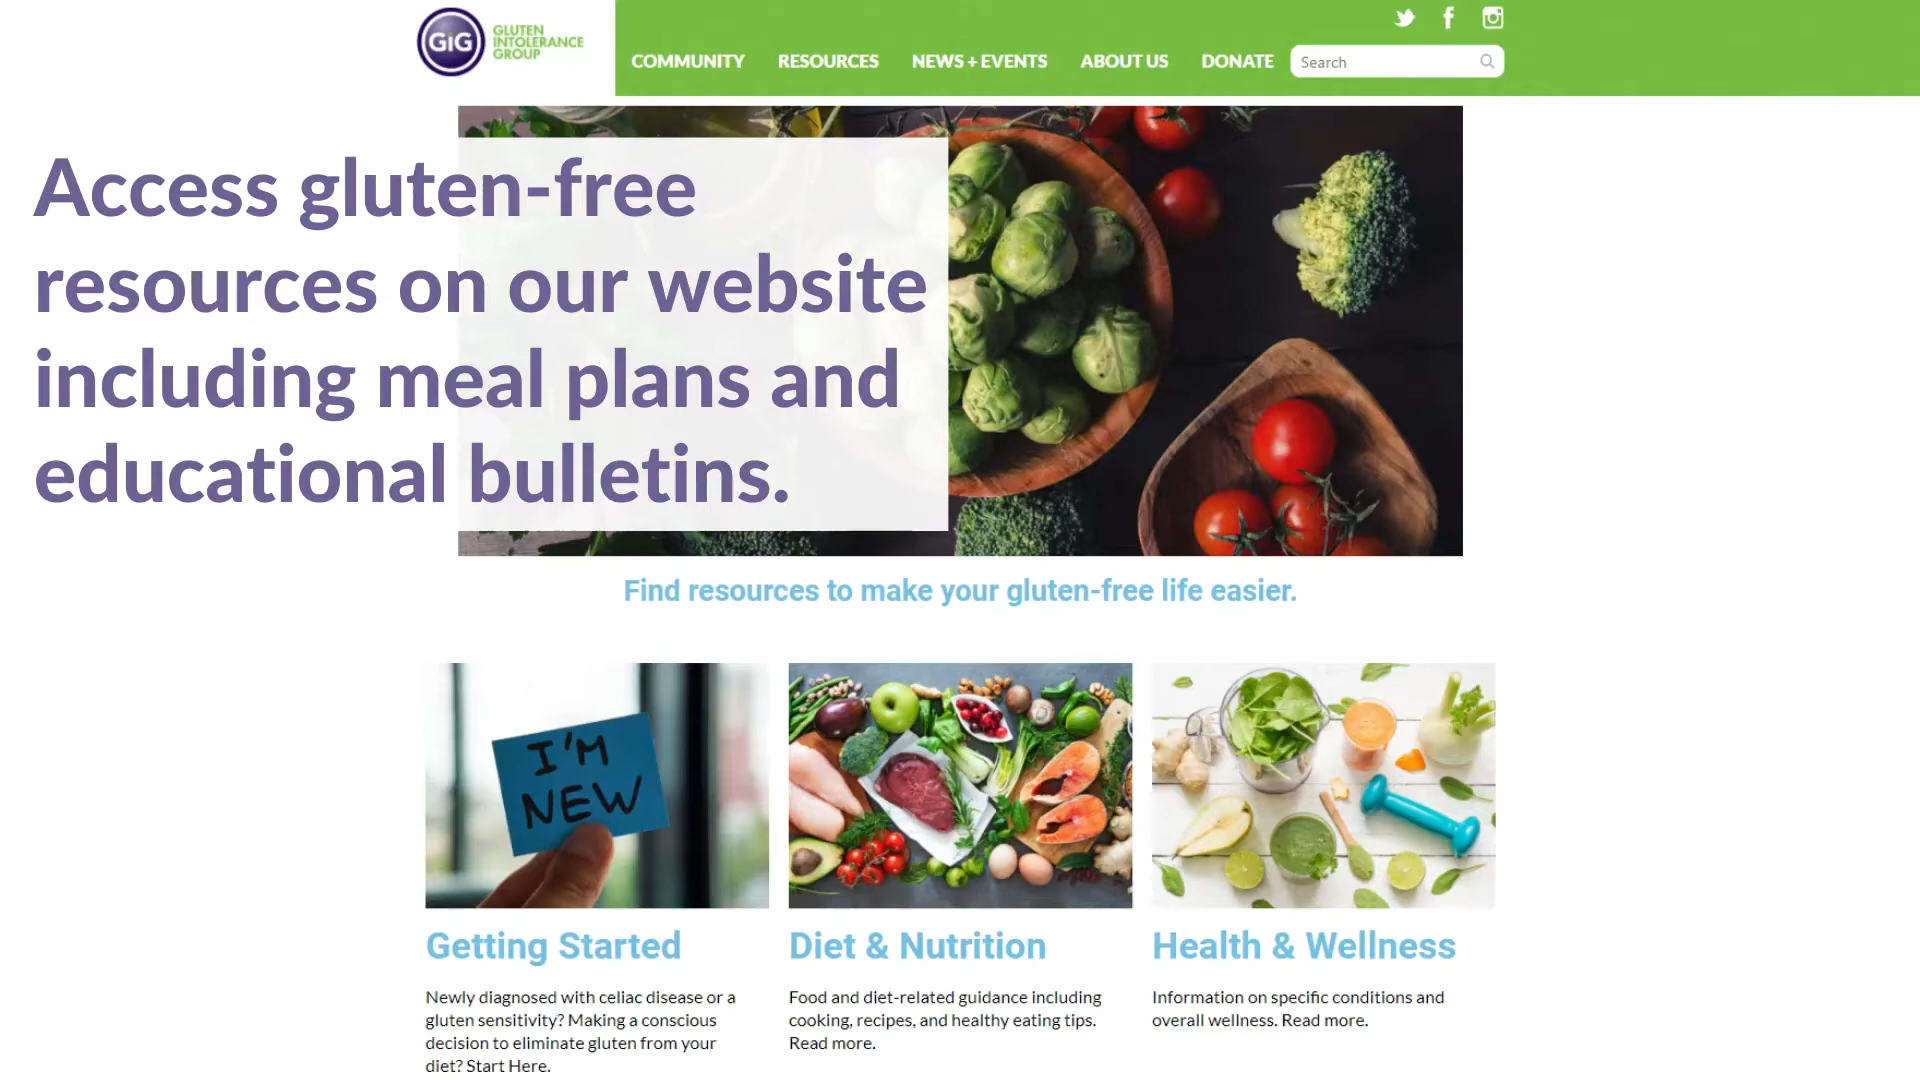 GiG
GLUTEN
INTOLERANCE
GROUP
COMMUNITY
RESOURCES
NEWS + EVENTS
ABOUT US
DONATE
Search
Access gluten-free
resources on our website
including meal plans and
educational bulletins.
Find resources to make your gluten-free life easier.
I'M
NEW
Getting Started
Newly diagnosed with celiac disease or a
gluten sensitivity? Making a conscious
decision to eliminate gluten from your
diet? Start Here.
Diet & Nutrition
Food and diet-related guidance including
cooking, recipes, and healthy eating tips.
Read more.
Health & Wellness
Information on specific conditions and
overall wellness. Read more.